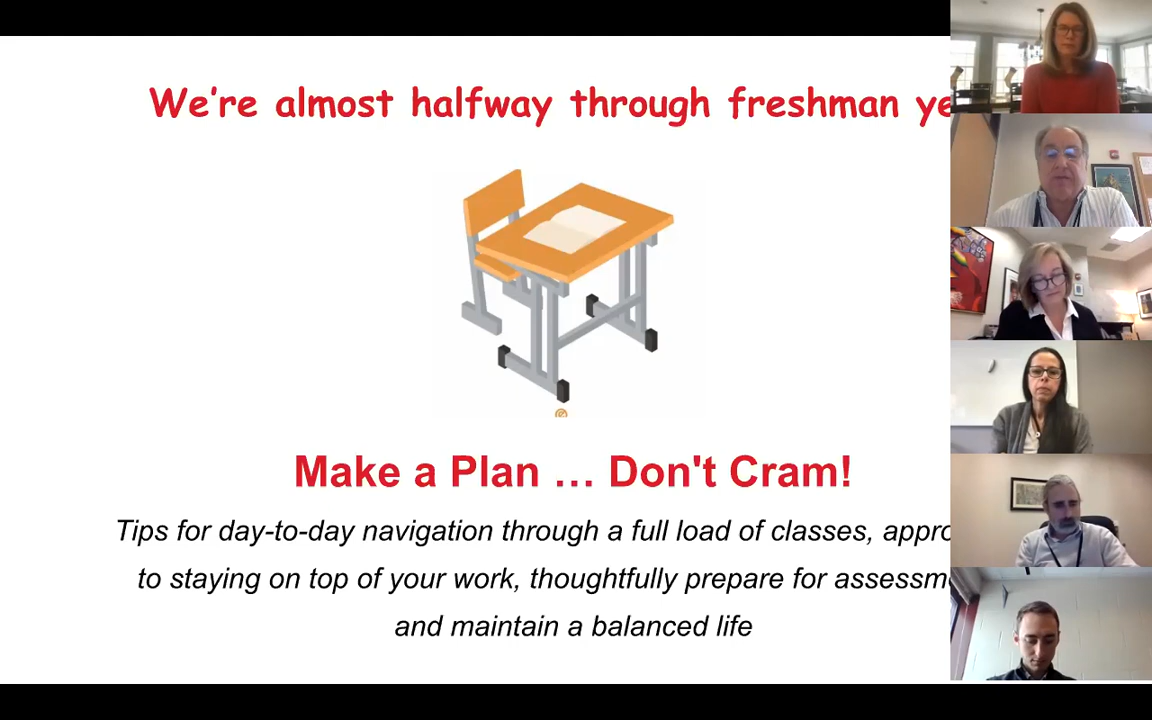 We're almost halfway through freshman ye
Make a Plan ... Don't Cram!
Tips for day-to-day navigation through a full load of classes, appro
to staying on top of your work, thoughtfully prepare for assessm
and maintain a balanced life